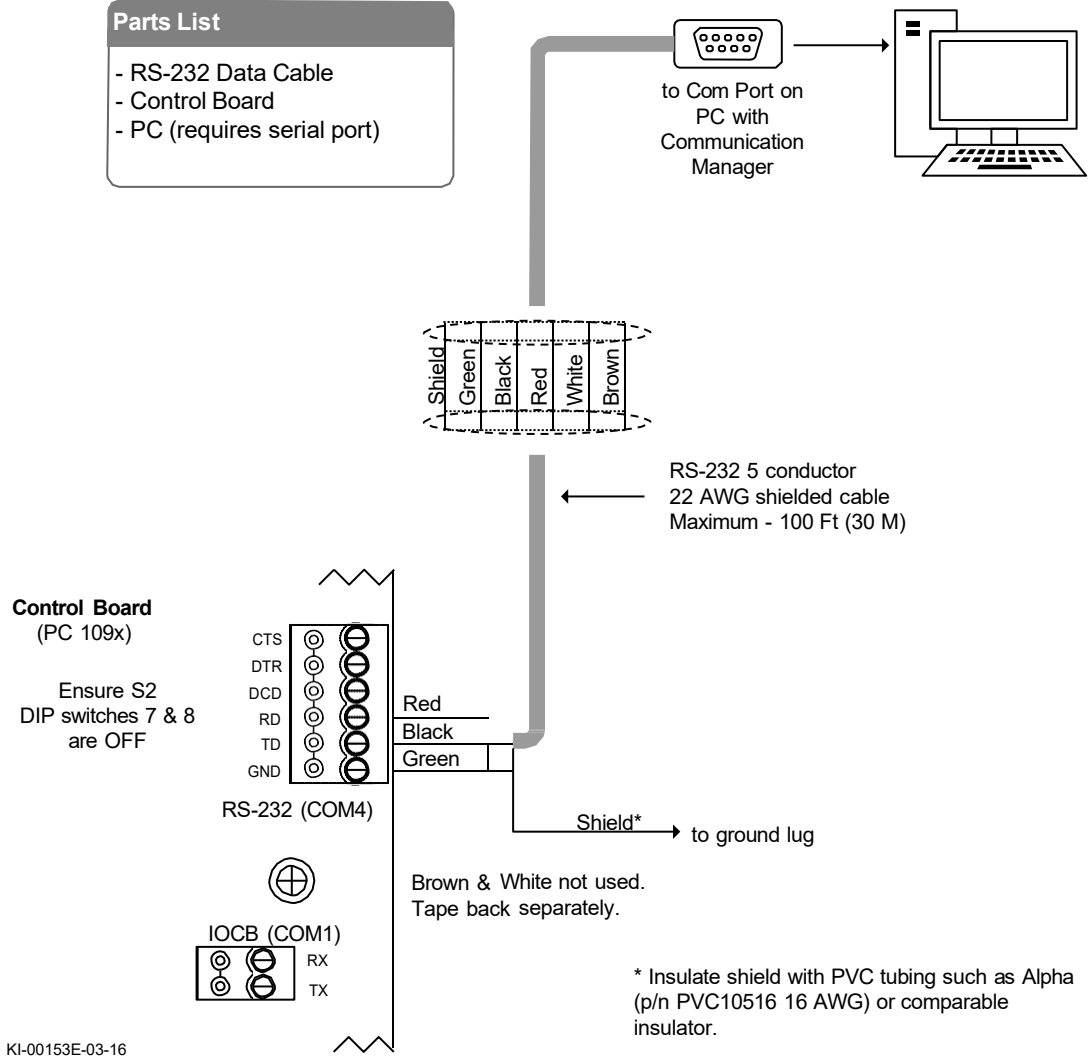 Parts List
- RS-232 Data Cable
- Control Board
- PC (requires serial port)
to Com Port on
PC with
Communication
Manager
Shield
Green
Black
Red
White
Brown
RS-232 5 conductor
22 AWG shielded cable
Maximum - 100 Ft (30 M)
Control Board
(PC 109x)
Ensure S2
DIP switches 7 & 8
are OFF
CTS
DTR
DCD
RD
TD
GND
Red
Black
Green
RS-232 (COM4)
Shield*
to ground lug
Brown & White not used.
Tape back separately.
IOCB (COM1)
RX
TX
* Insulate shield with PVC tubing such as Alpha
(p/n PVC10516 16 AWG) or comparable
insulator.
KI-00153E-03-16